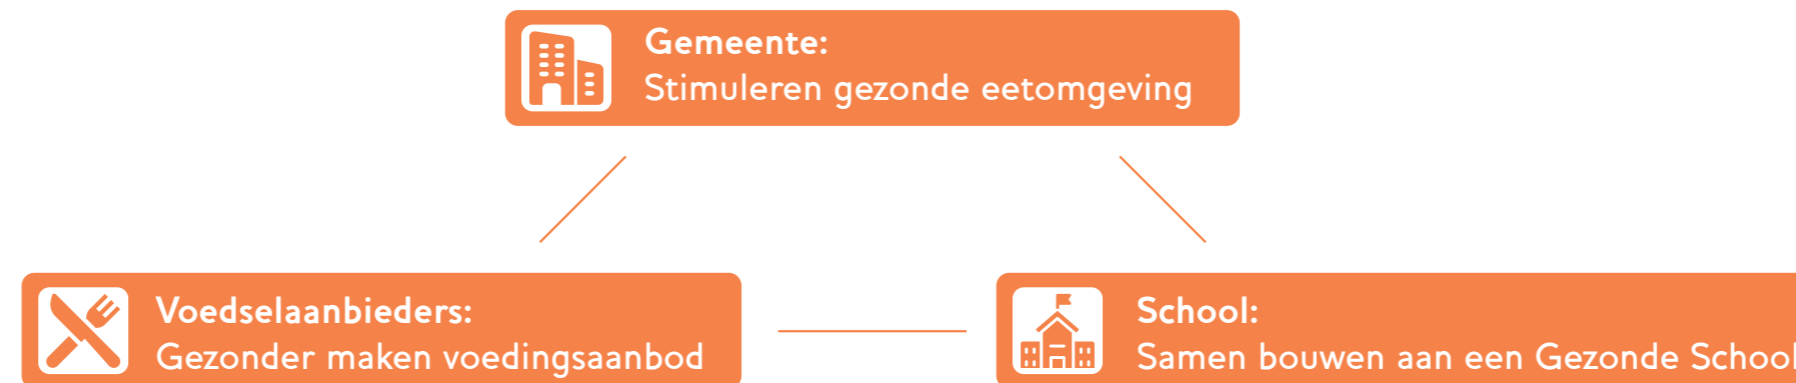 Gemeente:
Stimuleren gezonde eetomgeving
Voedselaanbieders:
Gezonder maken voedingsaanbod
School:
Samen bouwen aan een Gezonde School